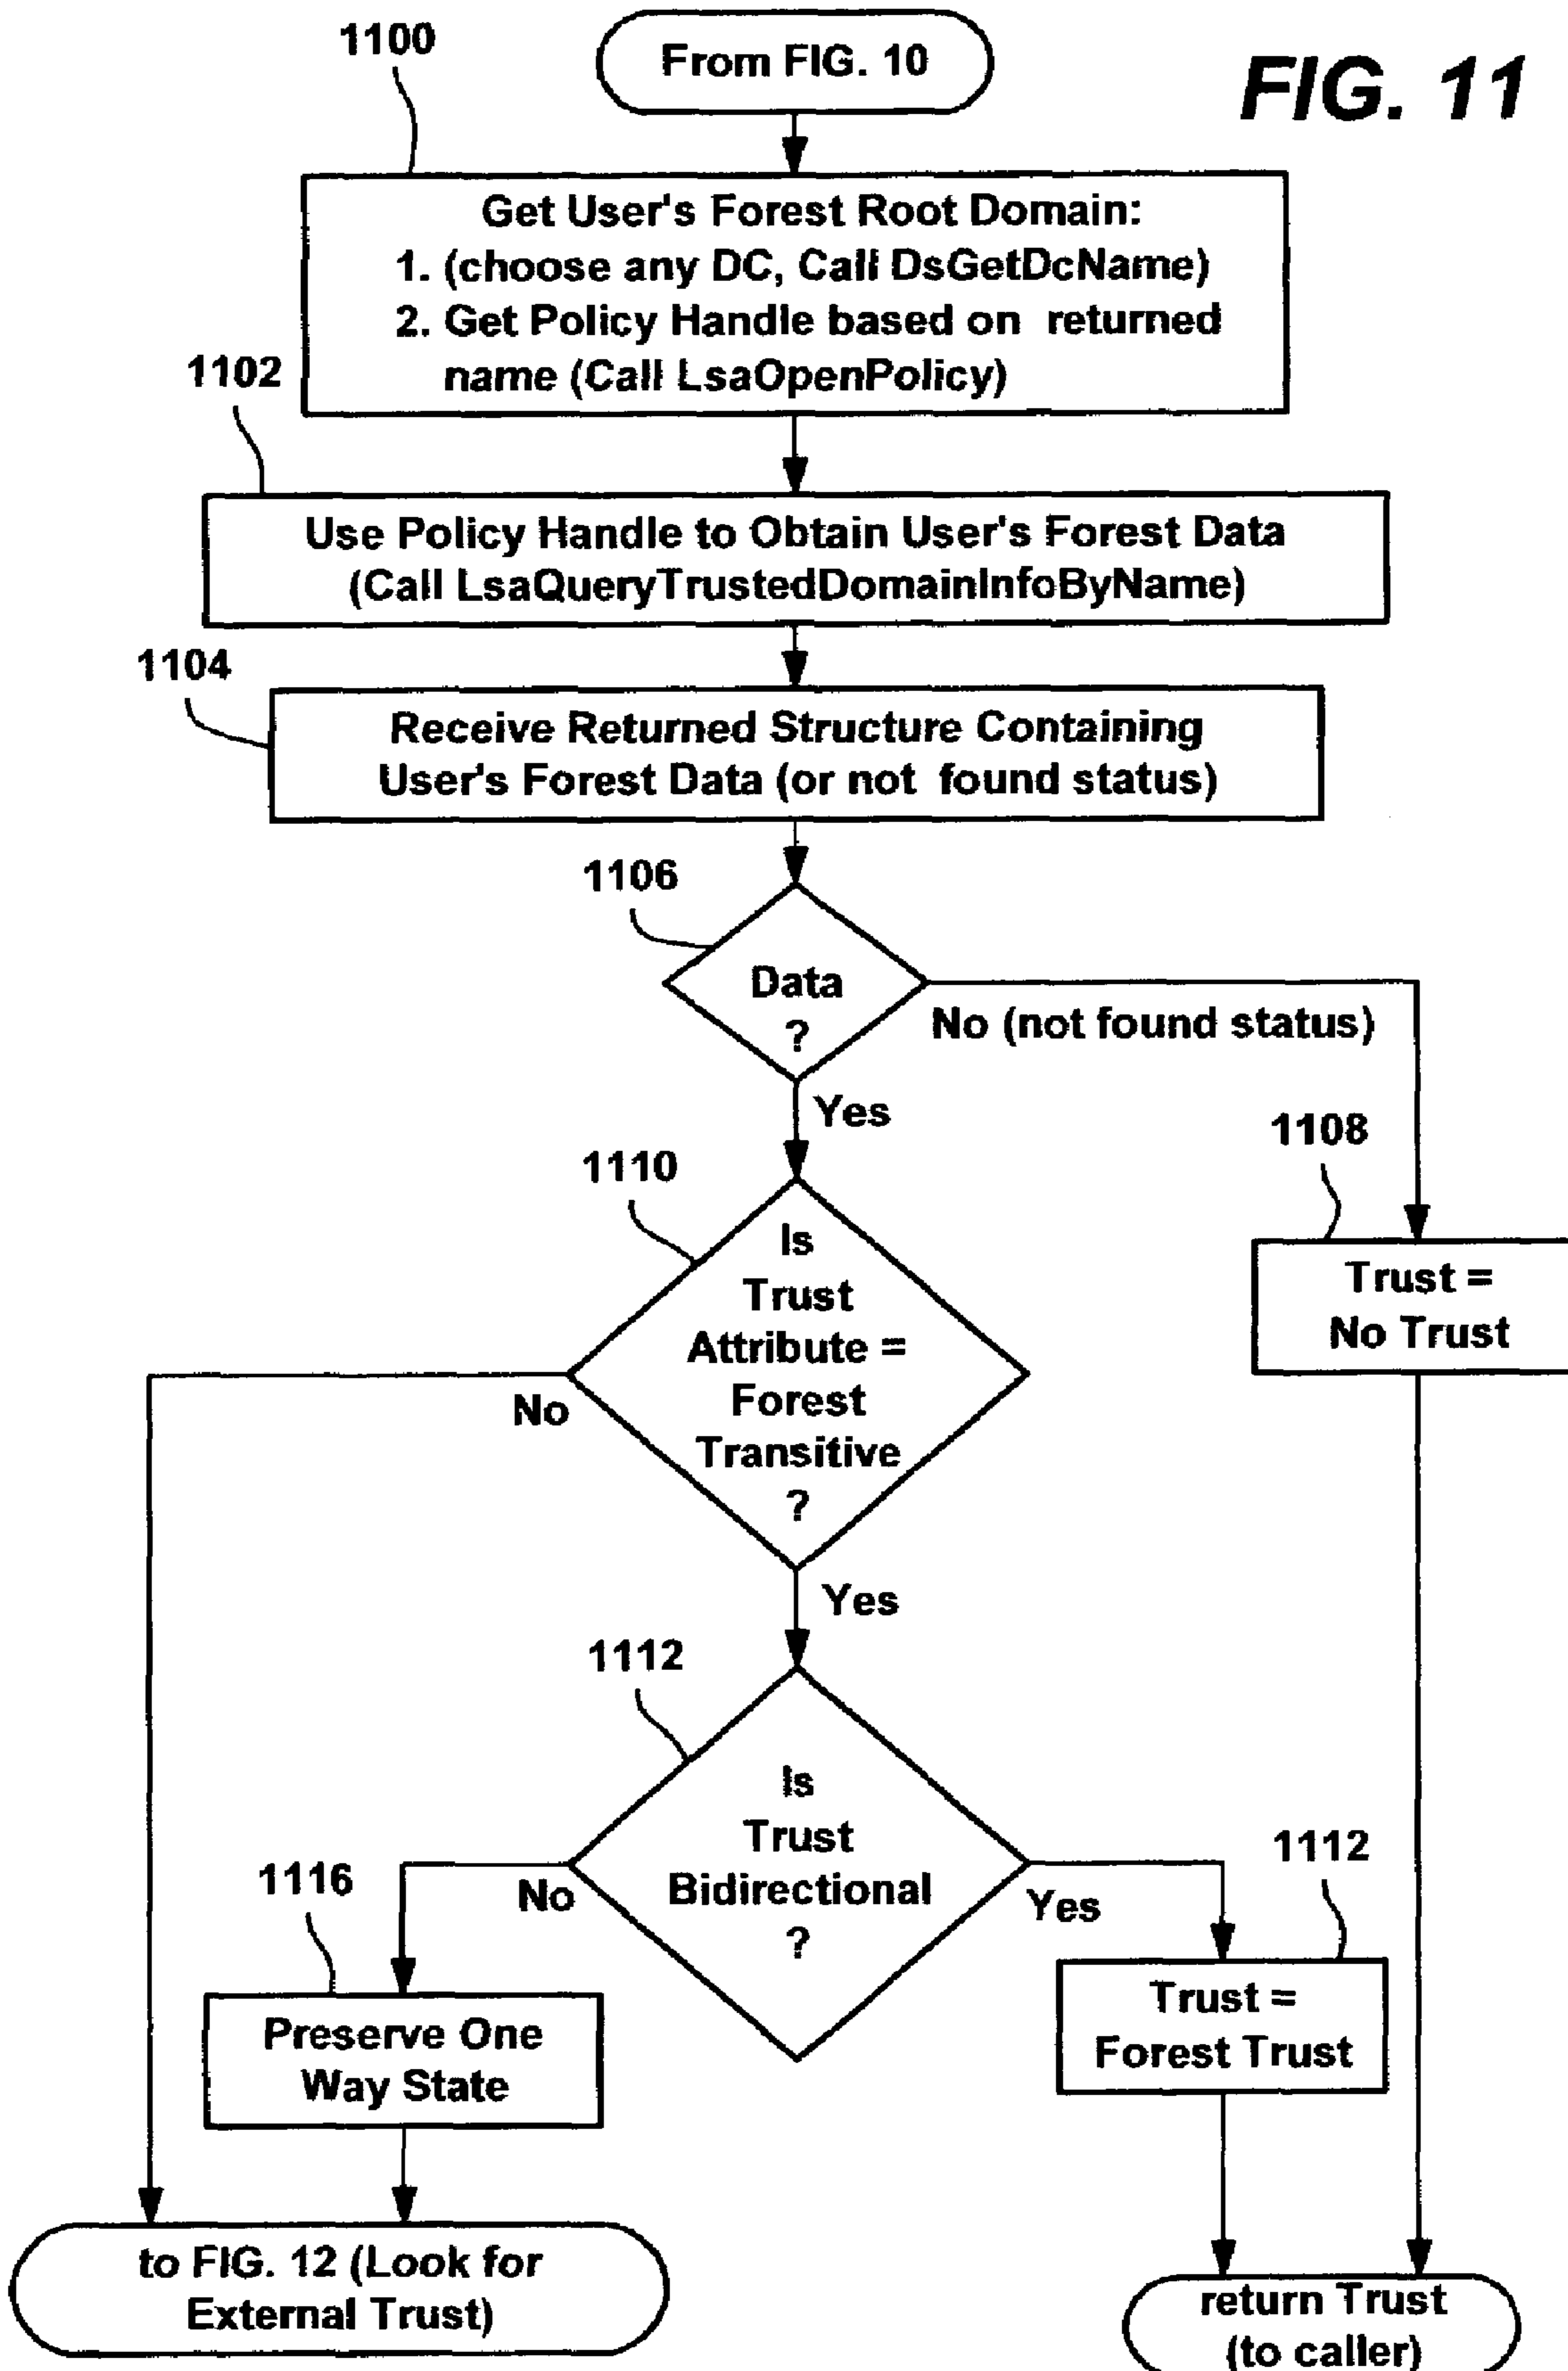 1100
From FIG. 10
FIG. 11
Get User's Forest Root Domain:
1. (choose any DC, Call DsGetDcName)
2. Get Policy Handle based on returned
name (Call LsaOpenPolicy)
1102
Use Policy Handle to Obtain User's Forest Data
(Call LsaQueryTrustedDomainInfoByName)
1104
Receive Returned Structure Containing
User's Forest Data (or not found status)
1106
Data
?
No (not found status)
Yes
1108
Trust =
No Trust
1110
Is
Trust
Attribute =
Forest
Transitive
?
No
Yes
1112
Is
Trust
Bidirectional
?
No
Yes
1116
Preserve One
Way State
1112
Trust =
Forest Trust
to FIG. 12 (Look for
External Trust)
return Trust
(to caller)